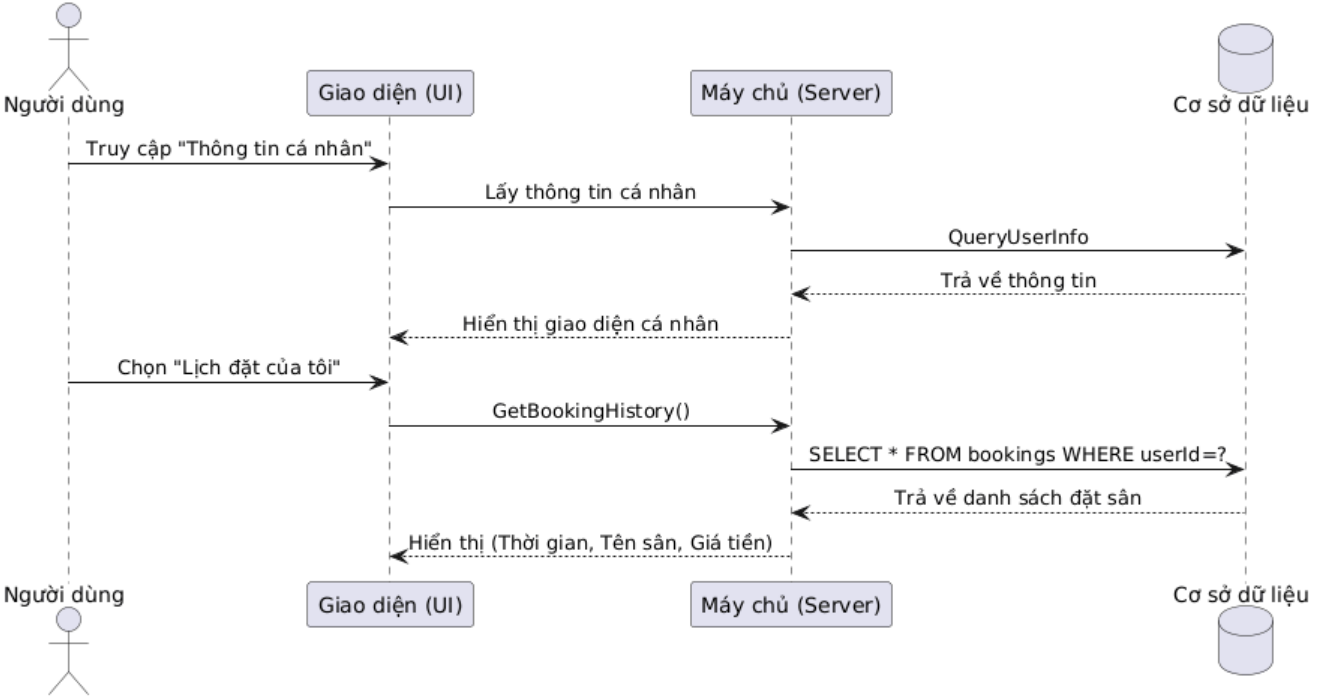 Người dùng
Giao diện (UI)
Máy chủ (Server)
Cơ sở dữ liệu
Truy cập "Thông tin cá nhân"
Lấy thông tin cá nhân
QueryUserInfo
Trả về thông tin
Hiển thị giao diện cá nhân
Chọn "Lịch đặt của tôi"
GetBookingHistory()
SELECT * FROM bookings WHERE userId=?
Trả về danh sách đặt sân
Hiển thị (Thời gian, Tên sân, Giá tiền)
Người dùng
Giao diện (UI)
Máy chủ (Server)
Cơ sở dữ liệu